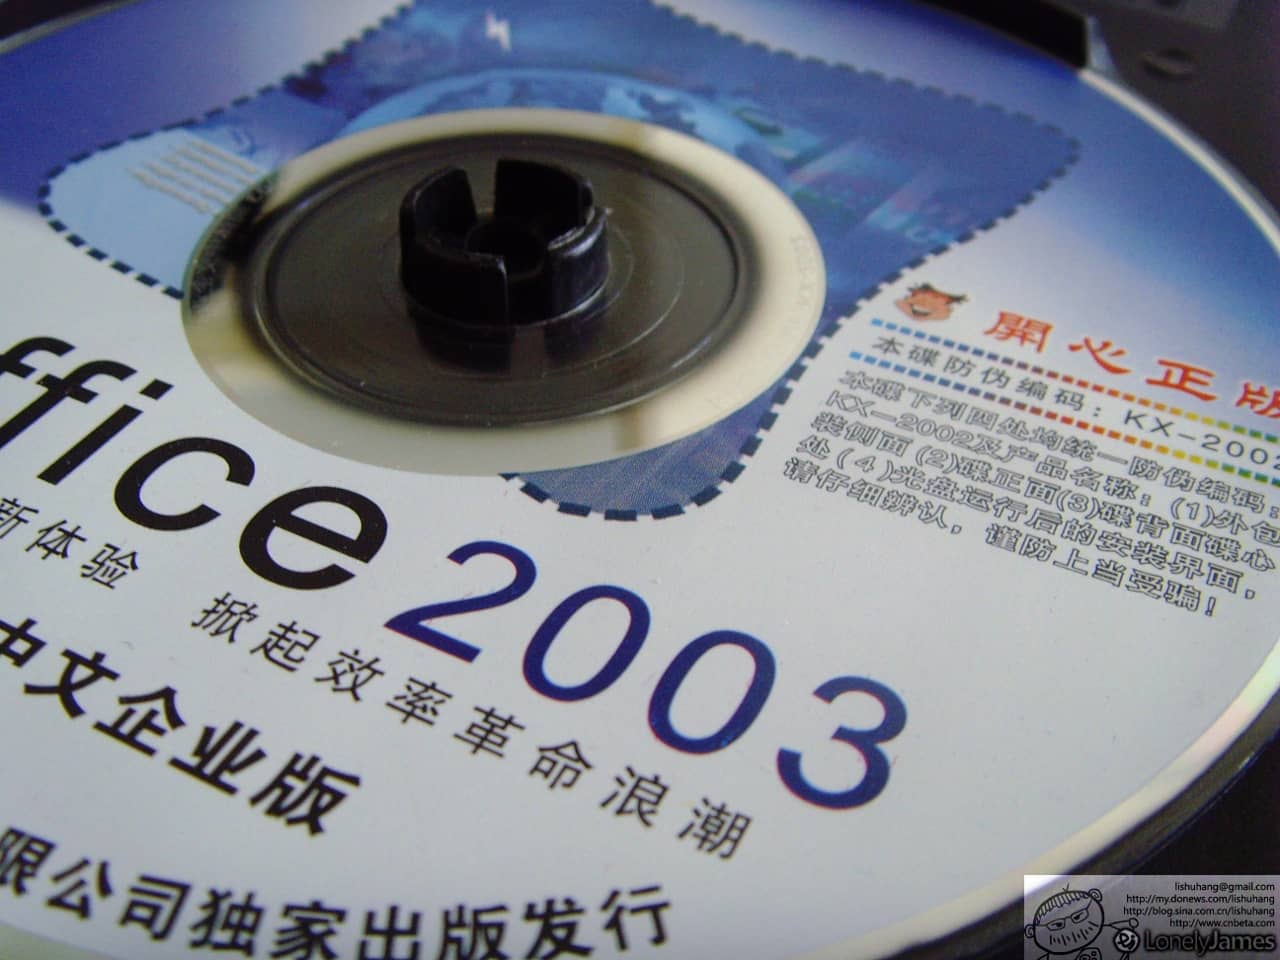 ffice 2003
新体验 掀起效率革命浪潮
中文企业版
限公司独家出版发行
開心正版
本碟防伪编码：KX-2002
本碟下列四处均统一防伪编码：
KX-2002及产品名称：(1)外包
装侧面 (2)碟正面(3)碟背面碟心
处 (4)光盘运行后的安装界面，
请仔细辨认，谨防上当受骗！
lishuhang@gmail.com
http://my.donews.com/lishuhang
http://blog.sina.com.cn/lishuhang
http://www.cnbeta.com
LonelyJames